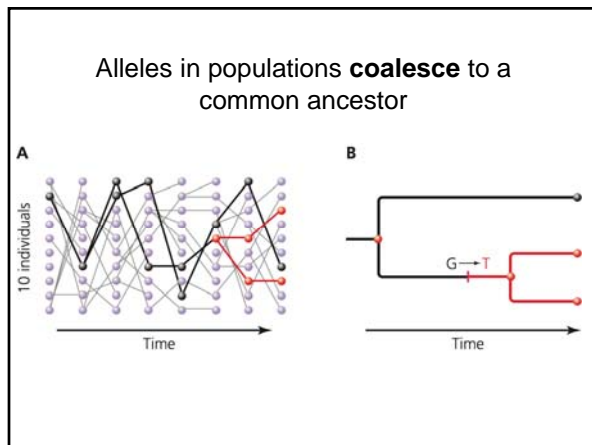 Alleles in populations coalesce to a
common ancestor
A
10 individuals
Time
B
G→T
Time